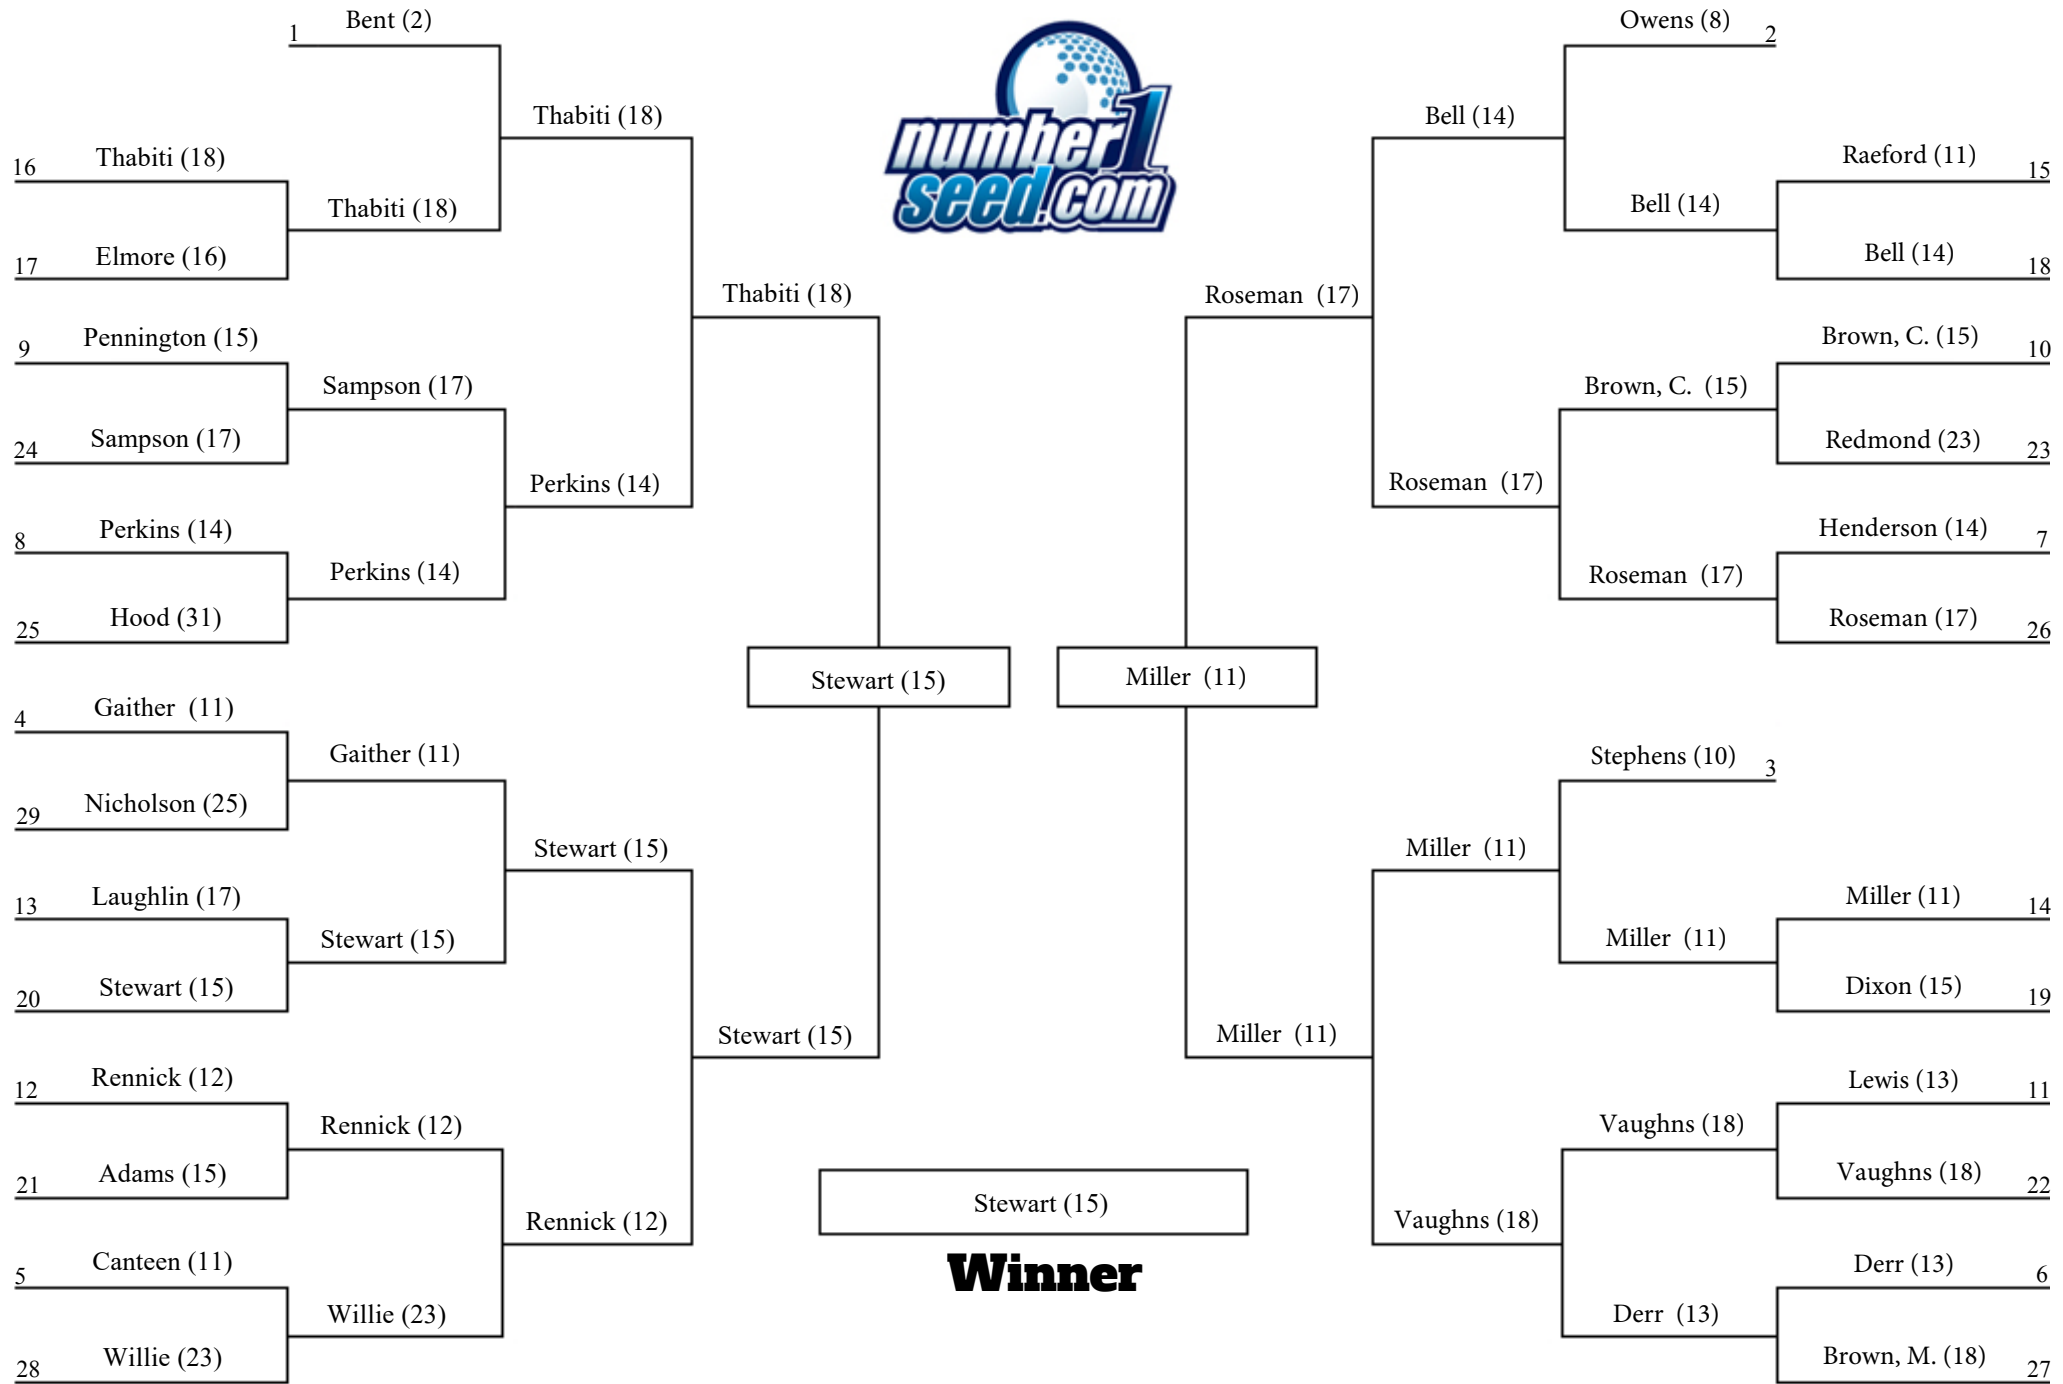 1 Bent (2)
Thabiti (18)
16 Thabiti (18)
Thabiti (18)
17 Elmore (16)
Thabiti (18)
9 Pennington (15)
Sampson (17)
24 Sampson (17)
Perkins (14)
8 Perkins (14)
Perkins (14)
25 Hood (31)
Stewart (15)
4 Gaither (11)
Gaither (11)
29 Nicholson (25)
Stewart (15)
13 Laughlin (17)
Stewart (15)
20 Stewart (15)
Stewart (15)
12 Rennick (12)
Rennick (12)
21 Adams (15)
Rennick (12)
5 Canteen (11)
Willie (23)
28 Willie (23)
number1
seed.com
Owens (8) 2
Bell (14)
Raeford (11) 15
Bell (14)
Bell (14) 18
Roseman (17)
Brown, C. (15) 10
Brown, C. (15)
Redmond (23) 23
Roseman (17)
Henderson (14) 7
Roseman (17)
Roseman (17) 26
Miller (11)
Stephens (10) 3
Miller (11)
Miller (11) 14
Miller (11)
Dixon (15) 19
Miller (11)
Lewis (13) 11
Vaughns (18)
Vaughns (18) 22
Vaughns (18)
Derr (13) 6
Derr (13)
Brown, M. (18) 27
Stewart (15)
Winner